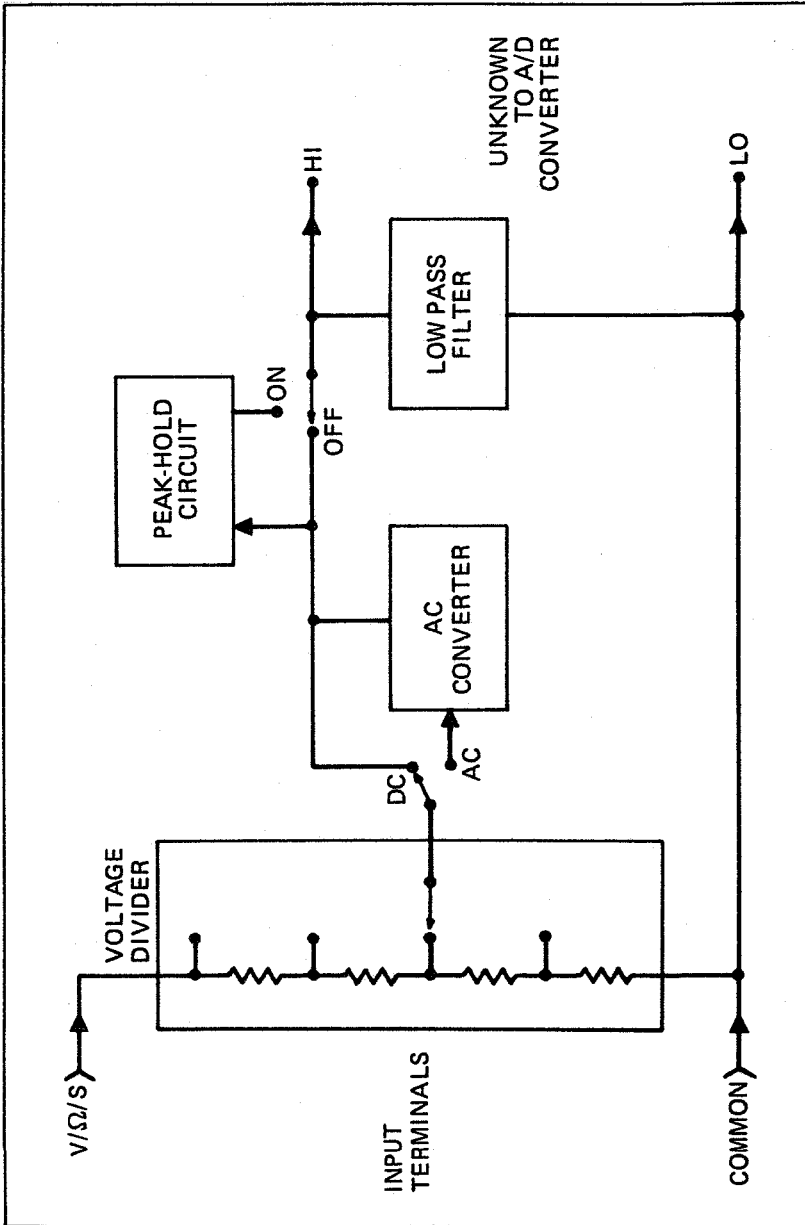 V/Ω/S
VOLTAGE
DIVIDER
INPUT
TERMINALS
COMMON
DC
AC
AC
CONVERTER
PEAK-HOLD
CIRCUIT
ON
OFF
LOW PASS
FILTER
HI
UNKNOWN
TO A/D
CONVERTER
LO